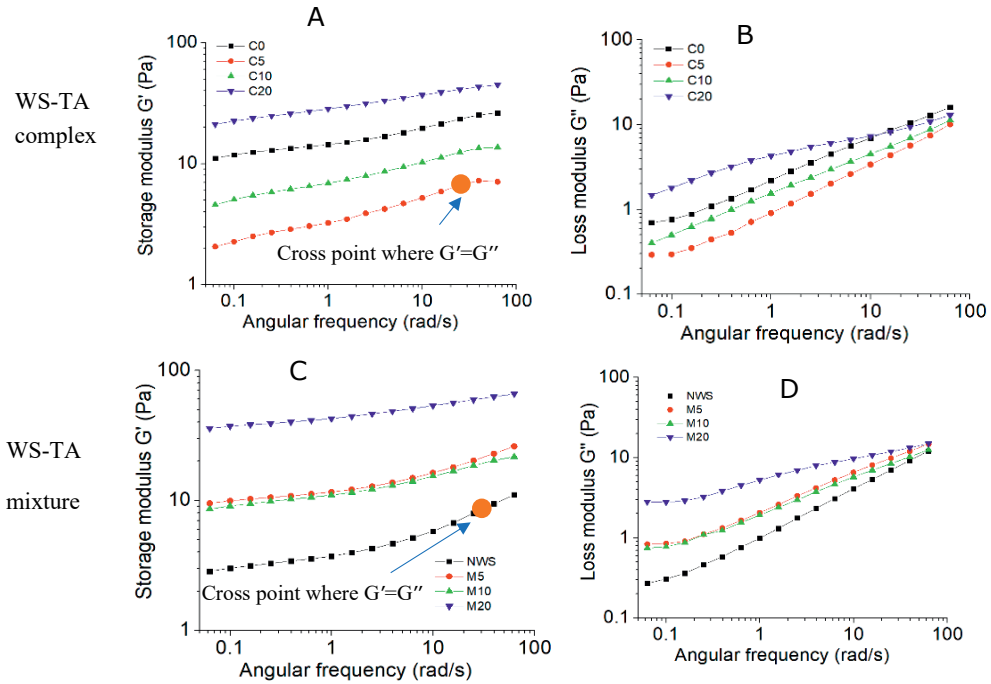 A
Storage modulus G' (Pa)
100
10
1
C0
C5
C10
C20
Cross point where G′=G′′
0.1 1 10 100
Angular frequency (rad/s)
B
Loss modulus G'' (Pa)
100
10
1
0.1
C0
C5
C10
C20
0.1 1 10 100
Angular frequency (rad/s)
WS-TA
complex
C
Storage modulus G' (Pa)
100
10
1
NWS
M5
M10
M20
Cross point where G′=G′′
0.1 1 10 100
Angular frequency (rad/s)
D
Loss modulus G'' (Pa)
100
10
1
0.1
NWS
M5
M10
M20
0.1 1 10 100
Angular frequency (rad/s)
WS-TA
mixture